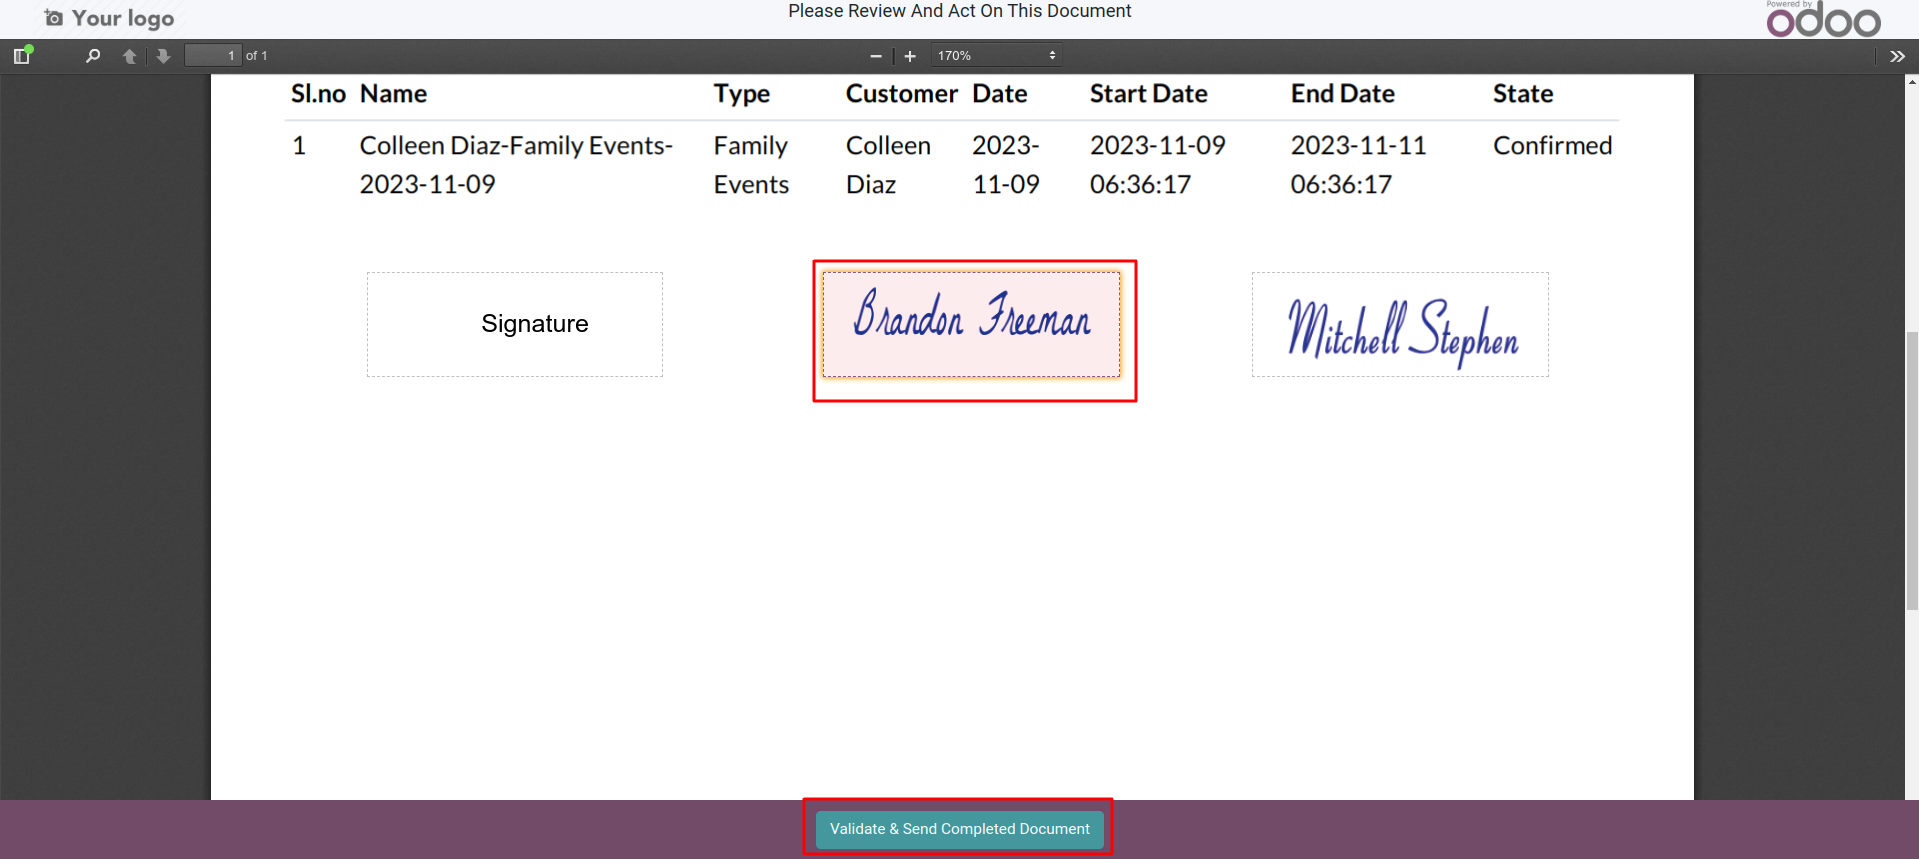 Your logo
Please Review And Act On This Document
Powered by
odoo
1 of 1
170%
Sl.no Name Type Customer Date Start Date End Date State
1 Colleen Diaz-Family Events- Family Colleen 2023- 2023-11-09 2023-11-11 Confirmed
2023-11-09 Events Diaz 11-09 06:36:17 06:36:17
Signature Brandon Freeman Mitchell Stephen
Validate & Send Completed Document